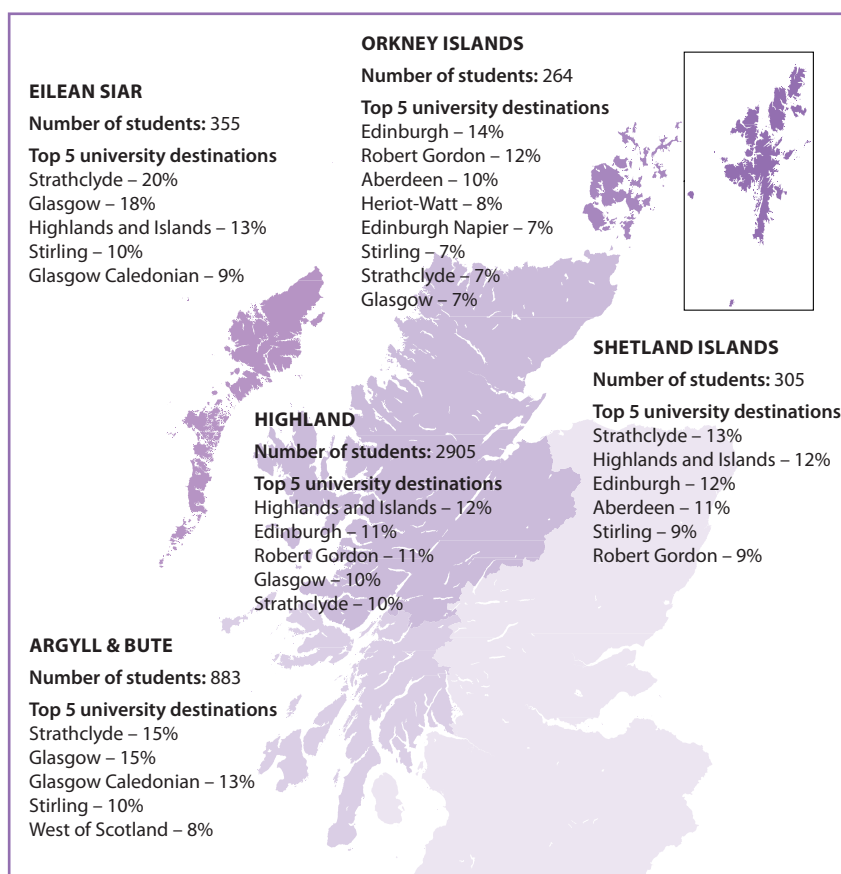 EILEAN SIAR
Number of students: 355
Top 5 university destinations
Strathclyde – 20%
Glasgow – 18%
Highlands and Islands – 13%
Stirling – 10%
Glasgow Caledonian – 9%
ORKNEY ISLANDS
Number of students: 264
Top 5 university destinations
Edinburgh – 14%
Robert Gordon – 12%
Aberdeen – 10%
Heriot-Watt – 8%
Edinburgh Napier – 7%
Stirling – 7%
Strathclyde – 7%
Glasgow – 7%
SHETLAND ISLANDS
Number of students: 305
Top 5 university destinations
Strathclyde – 13%
Highlands and Islands – 12%
Edinburgh – 12%
Aberdeen – 11%
Stirling – 9%
Robert Gordon – 9%
HIGHLAND
Number of students: 2905
Top 5 university destinations
Highlands and Islands – 12%
Edinburgh – 11%
Robert Gordon – 11%
Glasgow – 10%
Strathclyde – 10%
ARGYLL & BUTE
Number of students: 883
Top 5 university destinations
Strathclyde – 15%
Glasgow – 15%
Glasgow Caledonian – 13%
Stirling – 10%
West of Scotland – 8%